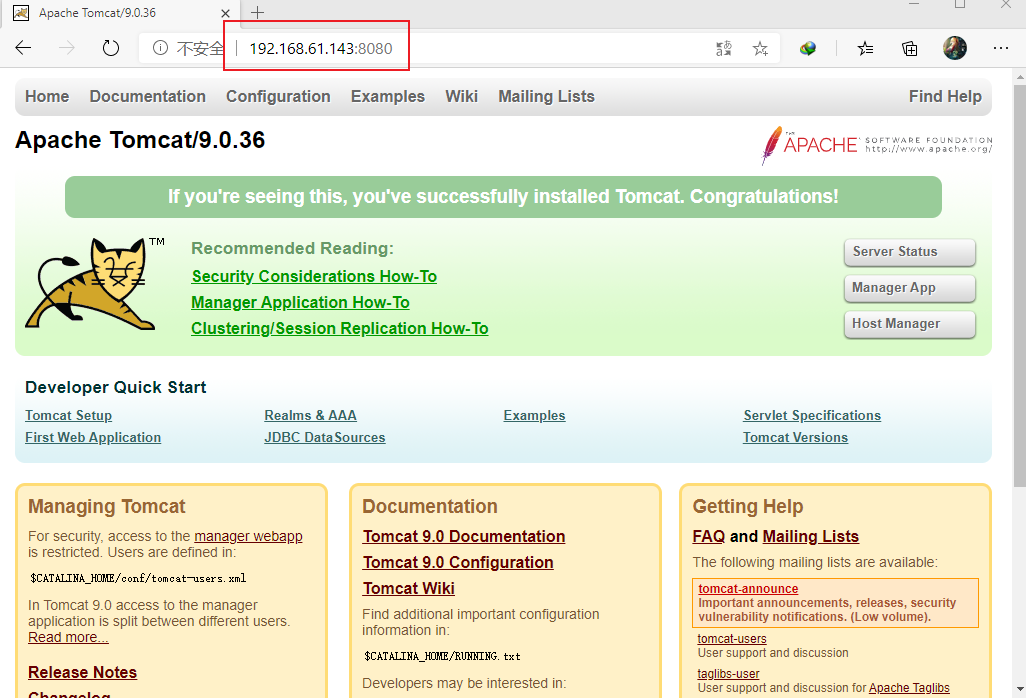 Apache Tomcat/9.0.36
不安全 192.168.61.143:8080
Home Documentation Configuration Examples Wiki Mailing Lists Find Help
Apache Tomcat/9.0.36
THE APACHE SOFTWARE FOUNDATION
http://www.apache.org/
If you're seeing this, you've successfully installed Tomcat. Congratulations!
TM
Recommended Reading:
Security Considerations How-To
Manager Application How-To
Clustering/Session Replication How-To
Server Status
Manager App
Host Manager
Developer Quick Start
Tomcat Setup
First Web Application
Realms & AAA
JDBC DataSources
Examples
Servlet Specifications
Tomcat Versions
Managing Tomcat
For security, access to the manager webapp
is restricted. Users are defined in:
$CATALINA_HOME/conf/tomcat-users.xml
In Tomcat 9.0 access to the manager
application is split between different users.
Read more...
Release Notes
Changelog
Documentation
Tomcat 9.0 Documentation
Tomcat 9.0 Configuration
Tomcat Wiki
Find additional important configuration
information in:
$CATALINA_HOME/RUNNING.txt
Developers may be interested in:
Getting Help
FAQ and Mailing Lists
The following mailing lists are available:
tomcat-announce
Important announcements, releases, security
vulnerability notifications. (Low volume).
tomcat-users
User support and discussion
taglibs-user
User support and discussion for Apache Taglibs